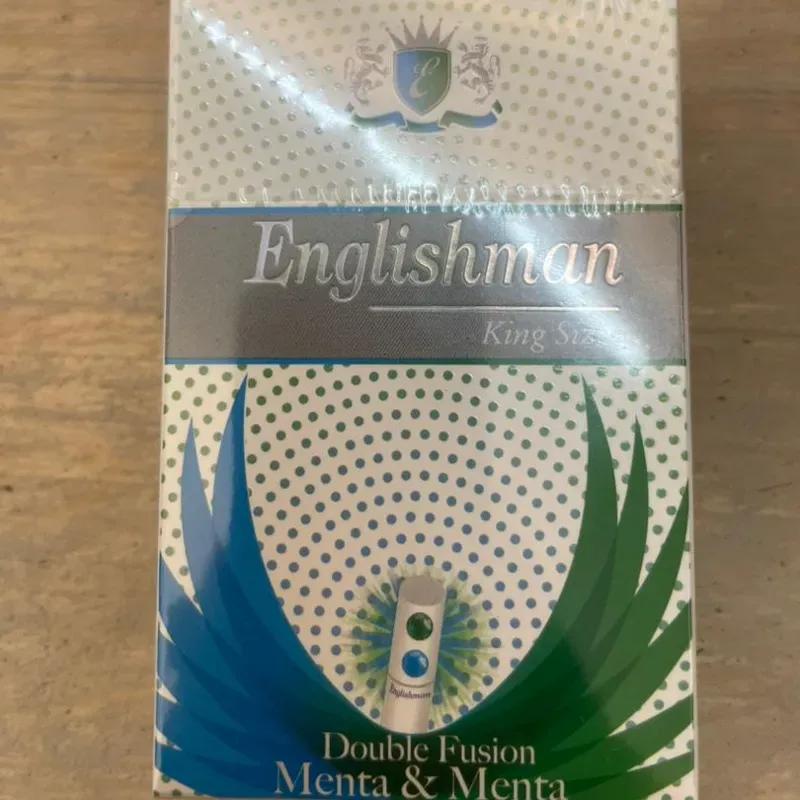 E
Englishman
King Size
Englishman
Double Fusion
Menta & Menta